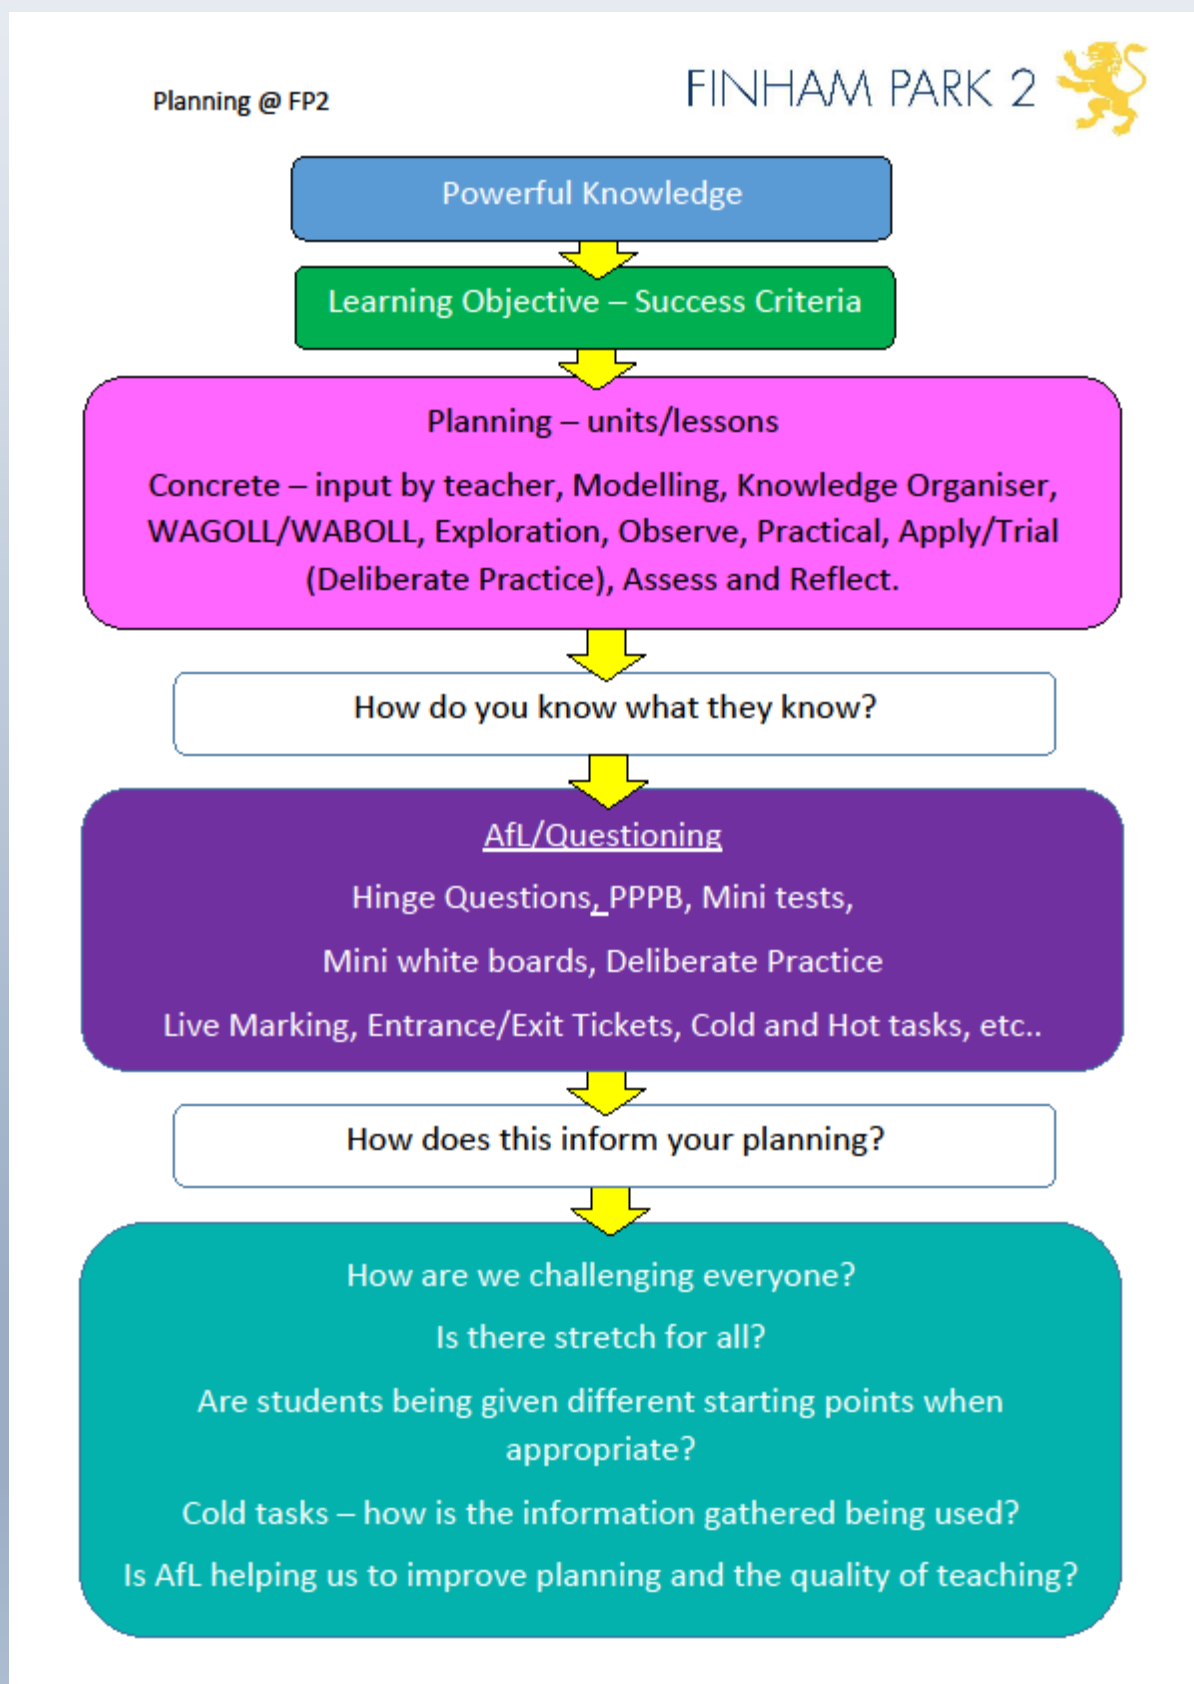 Planning @ FP2
FINHAM PARK 2
Powerful Knowledge
Learning Objective – Success Criteria
Planning – units/lessons
Concrete – input by teacher, Modelling, Knowledge Organiser,
WAGOLL/WABOLL, Exploration, Observe, Practical, Apply/Trial
(Deliberate Practice), Assess and Reflect.
How do you know what they know?
AfL/Questioning
Hinge Questions, PPPB, Mini tests,
Mini white boards, Deliberate Practice
Live Marking, Entrance/Exit Tickets, Cold and Hot tasks, etc..
How does this inform your planning?
How are we challenging everyone?
Is there stretch for all?
Are students being given different starting points when
appropriate?
Cold tasks – how is the information gathered being used?
Is AfL helping us to improve planning and the quality of teaching?